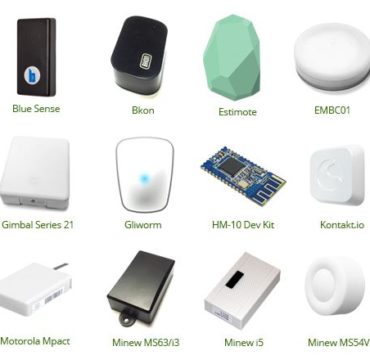 Blue Sense
Bkon
Estimote
EMBC01
Gimbal Series 21
Gliworm
HM-10 Dev Kit
Kontakt.io
Motorola Mpact
Minew MS63/i3
Minew i5
Minew MS54V